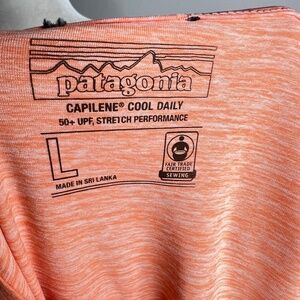 patagonia
CAPILENE® COOL DAILY
50+ UPF, STRETCH PERFORMANCE
L
FAIR TRADE
CERTIFIED
SEWING
MADE IN SRI LANKA